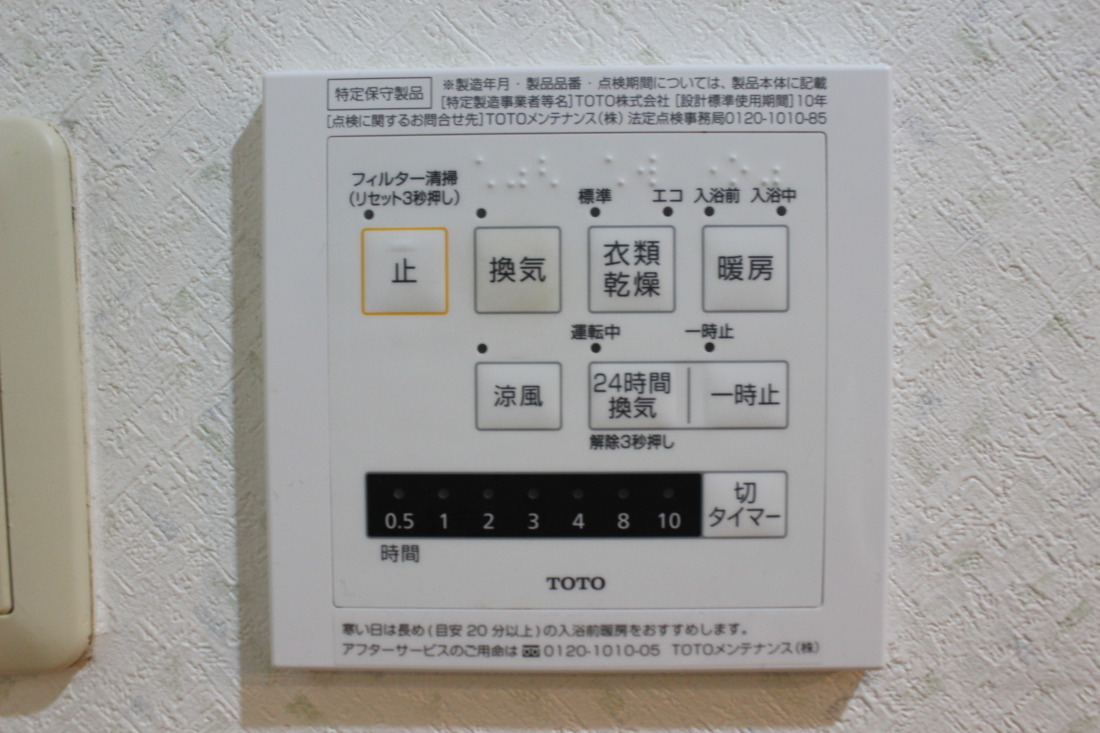 特定保守製品
※製造年月・製品品番・点検期間については、製品本体に記載
[特定製造事業者等名]TOTO株式会社 [設計標準使用期間]10年
[点検に関するお問合せ先]TOTOメンテナンス(株) 法定点検事務局0120-1010-85
フィルター清掃
(リセット3秒押し)
標準 エコ 入浴前 入浴中
止
換気
衣類
乾燥
暖房
運転中 一時止
涼風
24時間
換気
一時止
解除3秒押し
0.5 1 2 3 4 8 10
切
タイマー
時間
TOTO
寒い日は長め(目安20分以上)の入浴前暖房をおすすめします。
アフターサービスのご用命は 0120-1010-05 TOTOメンテナンス(株)